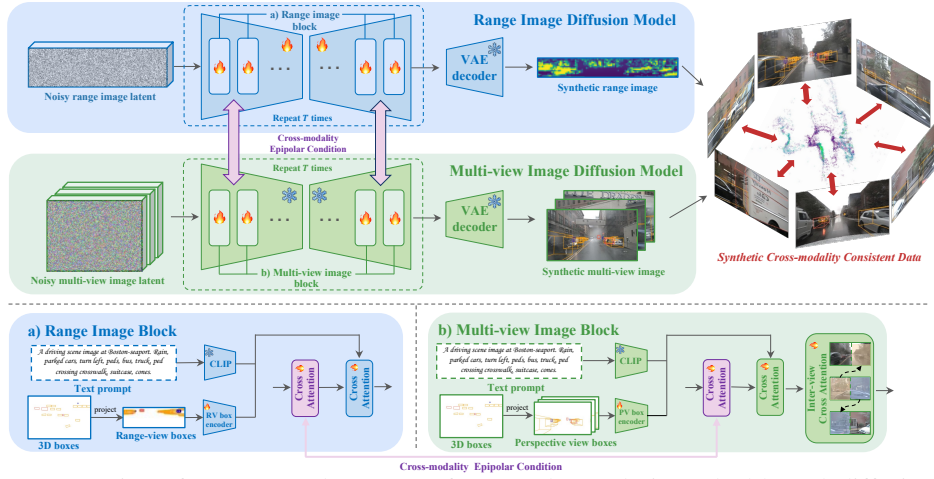 Range Image Diffusion Model
a) Range image
block
VAE
decoder
Noisy range image latent
Synthetic range image
Repeat T times
Cross-modality
Epipolar Condition
Repeat T times
Multi-view Image Diffusion Model
VAE
decoder
Noisy multi-view image latent
b) Multi-view image
block
Synthetic multi-view image
Synthetic Cross-modality Consistent Data
a) Range Image Block
A driving scene image at Boston-seaport. Rain,
parked cars, turn left, peds, bus, truck, ped
crossing crosswalk, suitcase, cones.
CLIP
Text prompt
project
RV box
encoder
3D boxes
Range-view boxes
Cross
Attention
Cross
Attention
b) Multi-view Image Block
A driving scene image at Boston-seaport. Rain,
parked cars, turn left, peds, bus, truck, ped
crossing crosswalk, suitcase, cones.
CLIP
Text prompt
project
PV box
encoder
3D boxes
Perspective view boxes
Cross
Attention
Cross
Attention
Inter-view
Cross Attention
Cross-modality Epipolar Condition